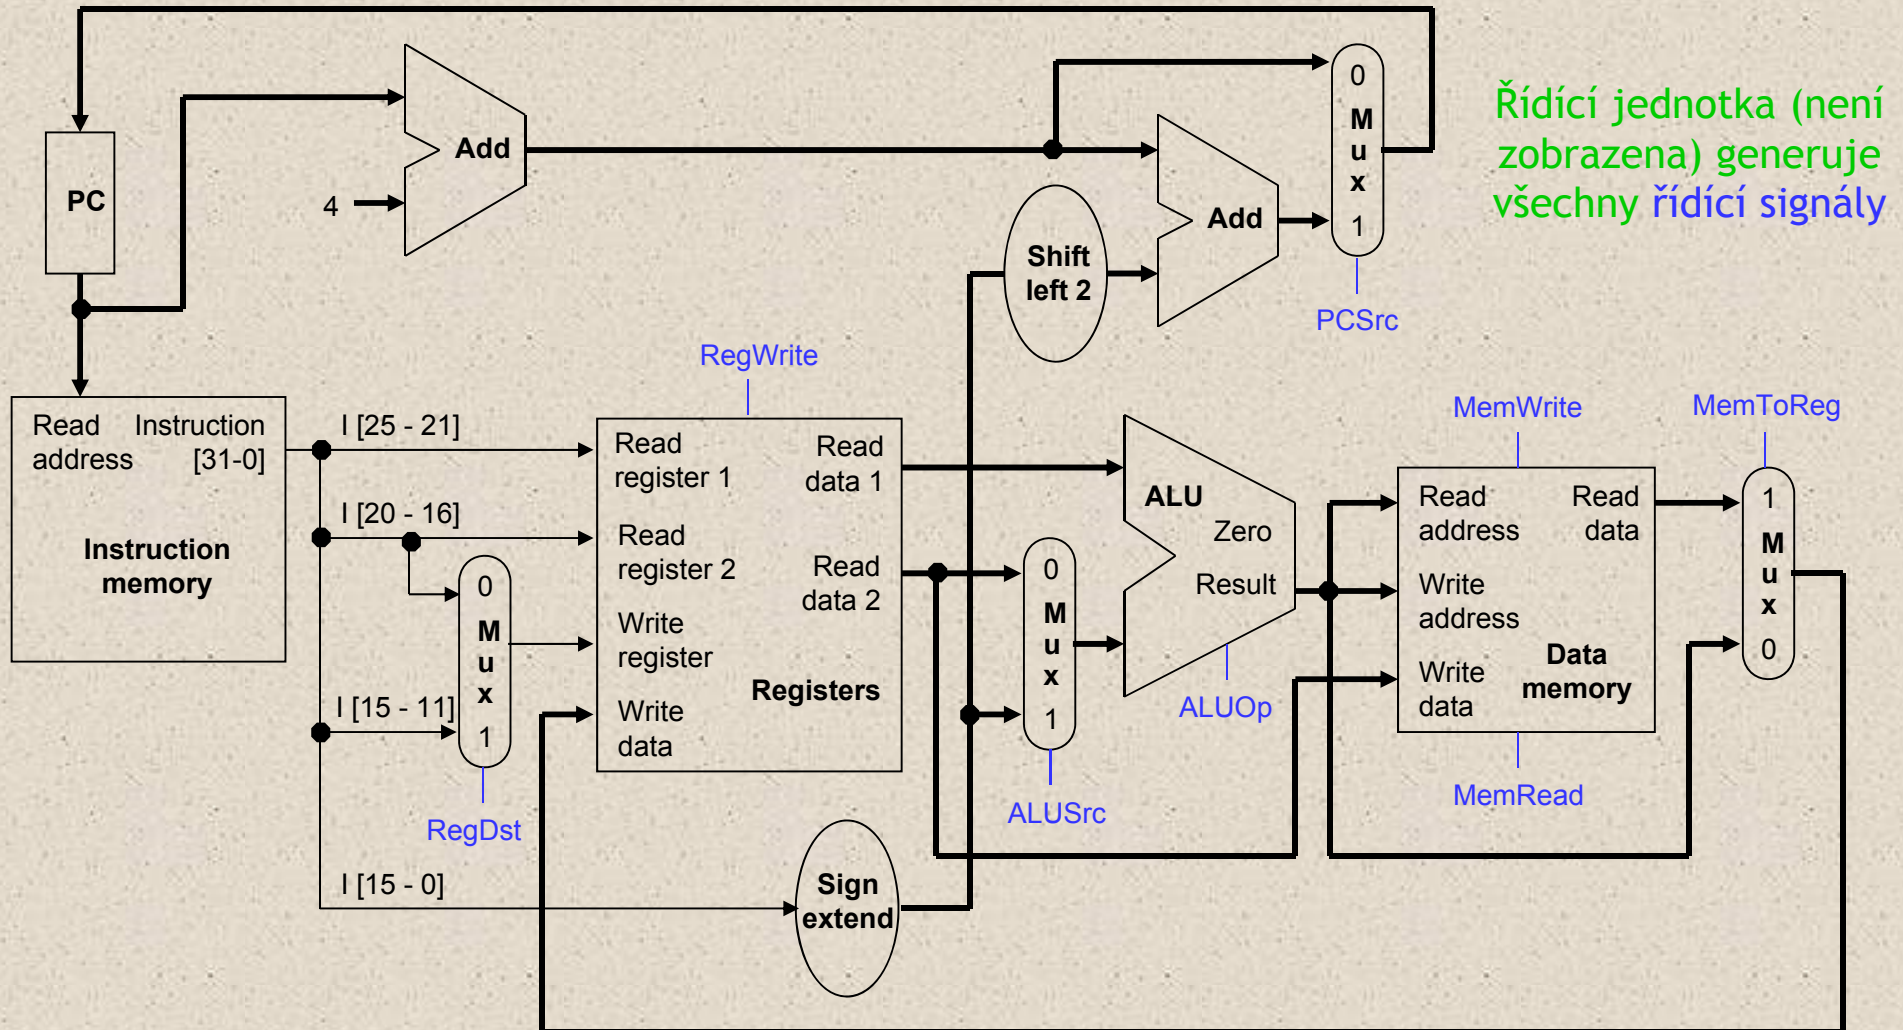 Řídící jednotka (není
zobrazena) generuje
všechny řídící signály
PC
Add
4
0
M
u
x
1
PCSrc
Add
Shift
left 2
RegWrite
Read
address
Instruction
[31-0]
Instruction
memory
I [25 - 21]
I [20 - 16]
I [15 - 11]
I [15 - 0]
0
M
u
x
1
RegDst
Read
register 1
Read
register 2
Write
register
Write
data
Read
data 1
Read
data 2
Registers
Sign
extend
0
M
u
x
1
ALUSrc
ALU
Zero
Result
ALUOp
MemWrite
Read
address
Write
address
Write
data
Read
data
Data
memory
MemRead
MemToReg
1
M
u
x
0